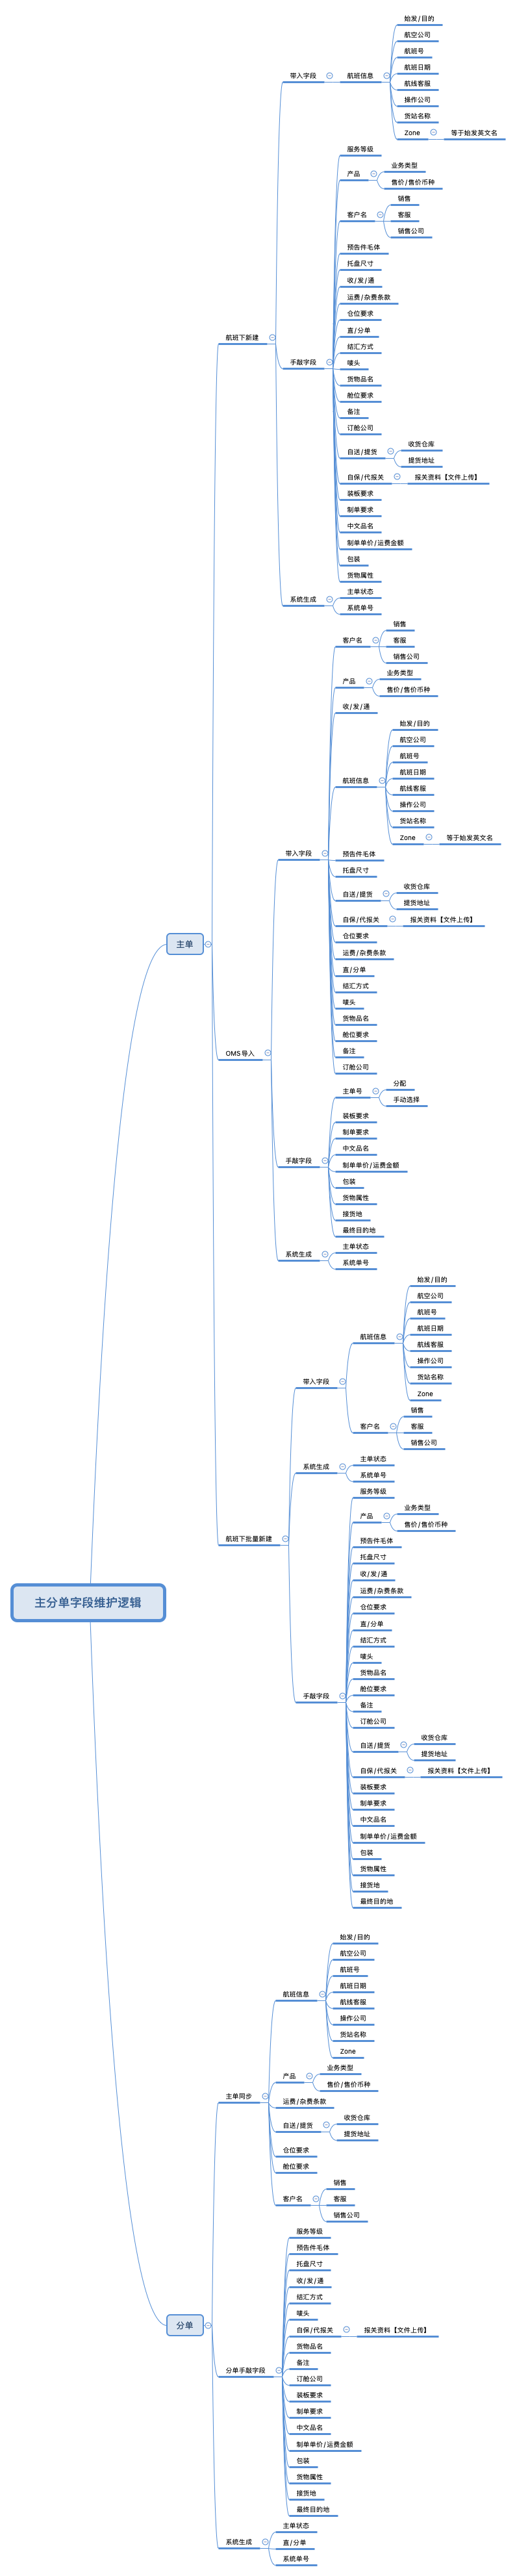 主分单字段维护逻辑
主单
航班下新建
带入字段
航班信息
始发/目的
航空公司
航班号
航班日期
航线客服
操作公司
货站名称
Zone
等于始发英文名
手敲字段
服务等级
产品
业务类型
售价/售价币种
客户名
销售
客服
销售公司
预告件毛体
托盘尺寸
收/发/通
运费/杂费条款
仓位要求
直/分单
结汇方式
唛头
货物品名
舱位要求
备注
订舱公司
自送/提货
收货仓库
提货地址
自保/代报关
报关资料【文件上传】
装板要求
制单要求
中文品名
制单单价/运费金额
包装
货物属性
系统生成
主单状态
系统单号
OMS导入
带入字段
客户名
销售
客服
销售公司
产品
业务类型
售价/售价币种
收/发/通
航班信息
始发/目的
航空公司
航班号
航班日期
航线客服
操作公司
货站名称
Zone
等于始发英文名
预告件毛体
托盘尺寸
自送/提货
收货仓库
提货地址
自保/代报关
报关资料【文件上传】
仓位要求
运费/杂费条款
直/分单
结汇方式
唛头
货物品名
舱位要求
备注
订舱公司
手敲字段
主单号
分配
手动选择
装板要求
制单要求
中文品名
制单单价/运费金额
包装
货物属性
接货地
最终目的地
系统生成
主单状态
系统单号
航班下批量新建
带入字段
航班信息
始发/目的
航空公司
航班号
航班日期
航线客服
操作公司
货站名称
Zone
客户名
销售
客服
销售公司
系统生成
主单状态
系统单号
手敲字段
服务等级
产品
业务类型
售价/售价币种
预告件毛体
托盘尺寸
收/发/通
运费/杂费条款
仓位要求
直/分单
结汇方式
唛头
货物品名
舱位要求
备注
订舱公司
自送/提货
收货仓库
提货地址
自保/代报关
报关资料【文件上传】
装板要求
制单要求
中文品名
制单单价/运费金额
包装
货物属性
接货地
最终目的地
分单
主单同步
航班信息
始发/目的
航空公司
航班号
航班日期
航线客服
操作公司
货站名称
Zone
产品
业务类型
售价/售价币种
运费/杂费条款
自送/提货
收货仓库
提货地址
仓位要求
舱位要求
客户名
销售
客服
销售公司
分单手敲字段
服务等级
预告件毛体
托盘尺寸
收/发/通
结汇方式
唛头
自保/代报关
报关资料【文件上传】
货物品名
备注
订舱公司
装板要求
制单要求
中文品名
制单单价/运费金额
包装
货物属性
接货地
最终目的地
系统生成
主单状态
直/分单
系统单号